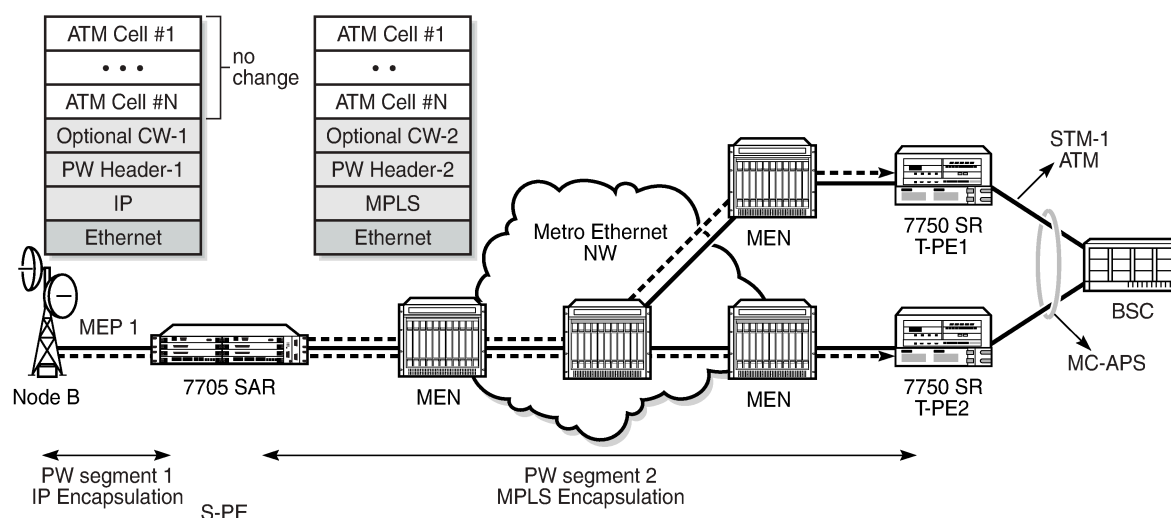 ATM Cell #1
• • •
ATM Cell #N
Optional CW-1
PW Header-1
IP
Ethernet
no
change
ATM Cell #1
• •
ATM Cell #N
Optional CW-2
PW Header-2
MPLS
Ethernet
Metro Ethernet
NW
MEN
7750 SR
T-PE1
STM-1
ATM
BSC
MC-APS
MEP 1
Node B
7705 SAR
MEN
MEN
7750 SR
T-PE2
PW segment 1
IP Encapsulation
PW segment 2
MPLS Encapsulation
S-PE